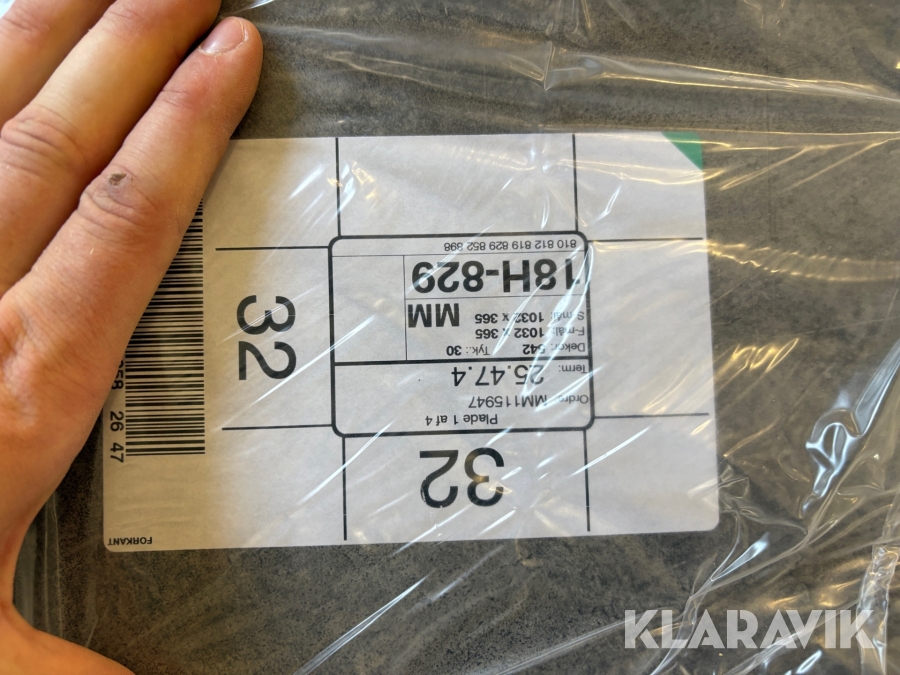 32
Plade 1 af 4
Ordre: MM115947
Term: 25.47.4
Dekor: 542 Tyk.: 30
F-mål: 1032 x 365
S-mål: 1032 x 365
MM
18H-829
810 812 819 829 852 898
32
26 47
FORKANT
KLARAVIK